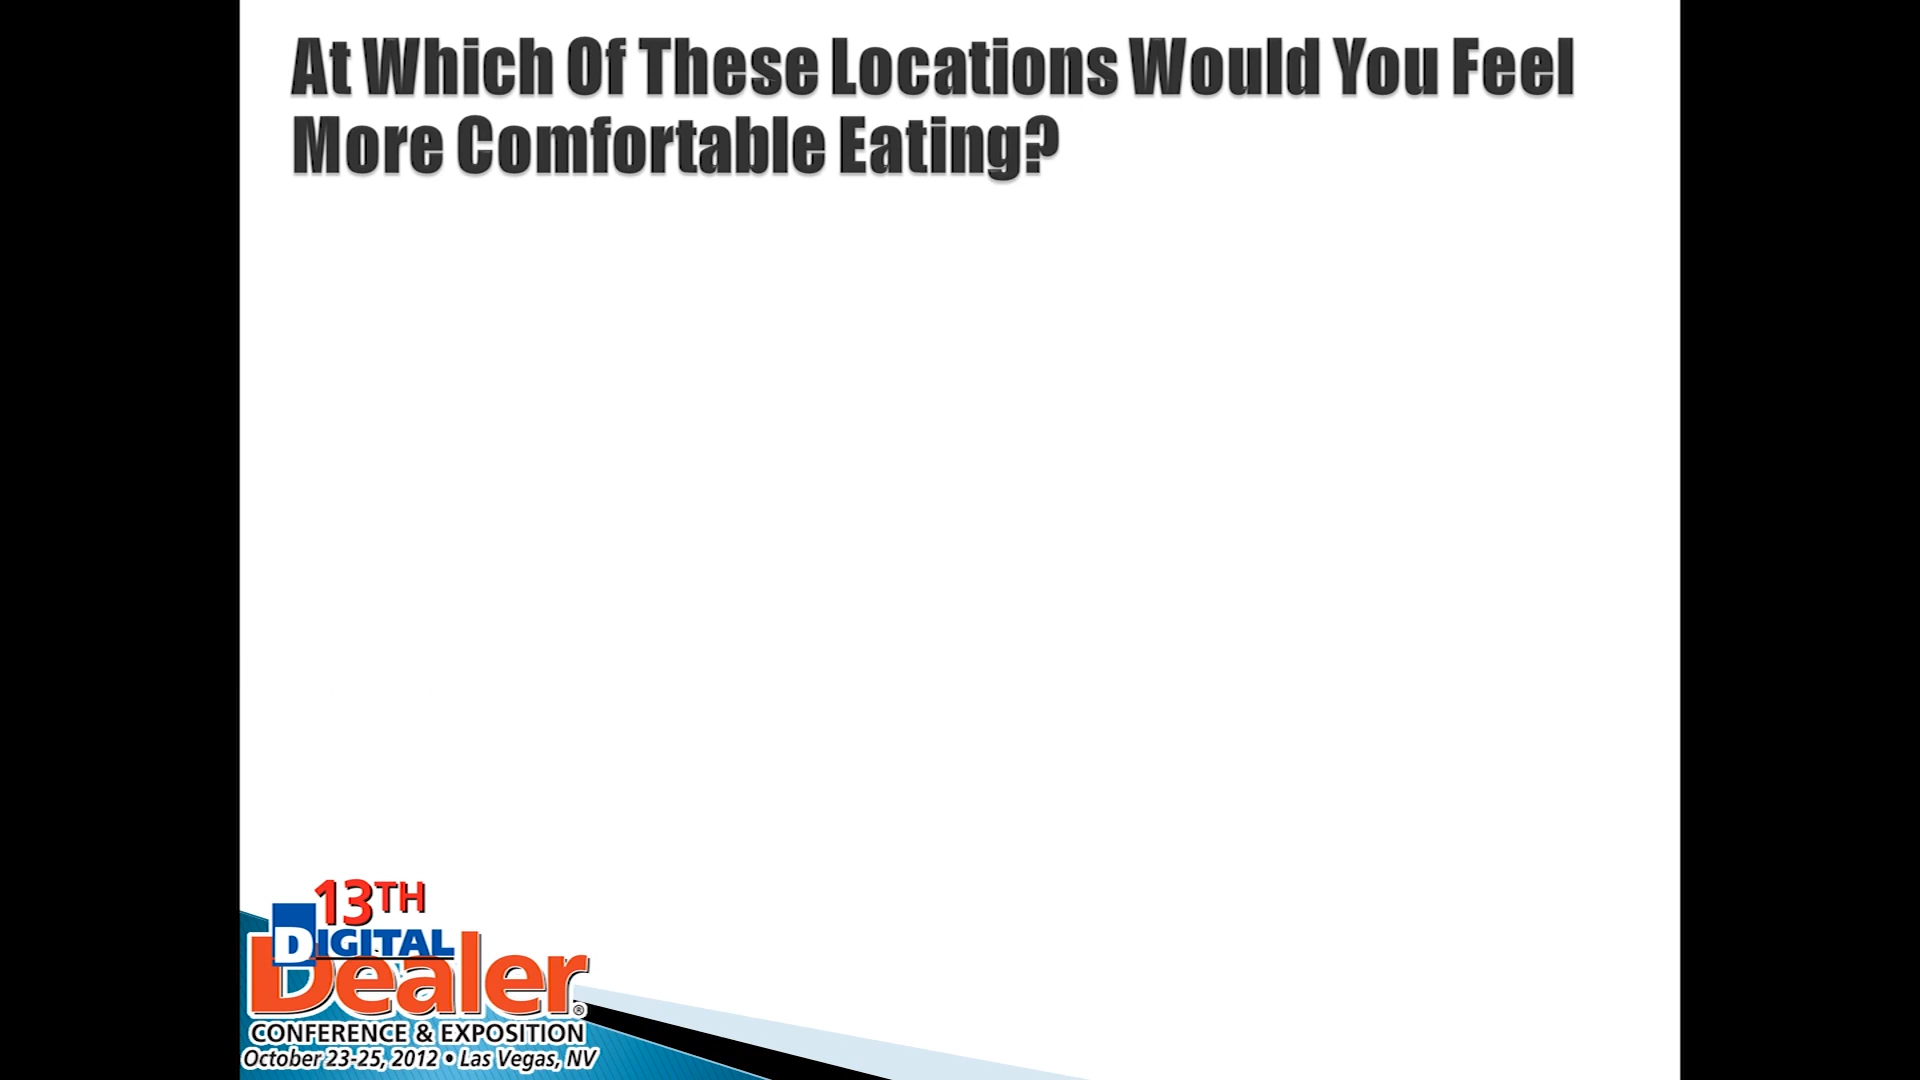 At Which Of These Locations Would You Feel
More Comfortable Eating?
13TH
DIGITAL
Dealer®
CONFERENCE & EXPOSITION
October 23-25, 2012 • Las Vegas, NV